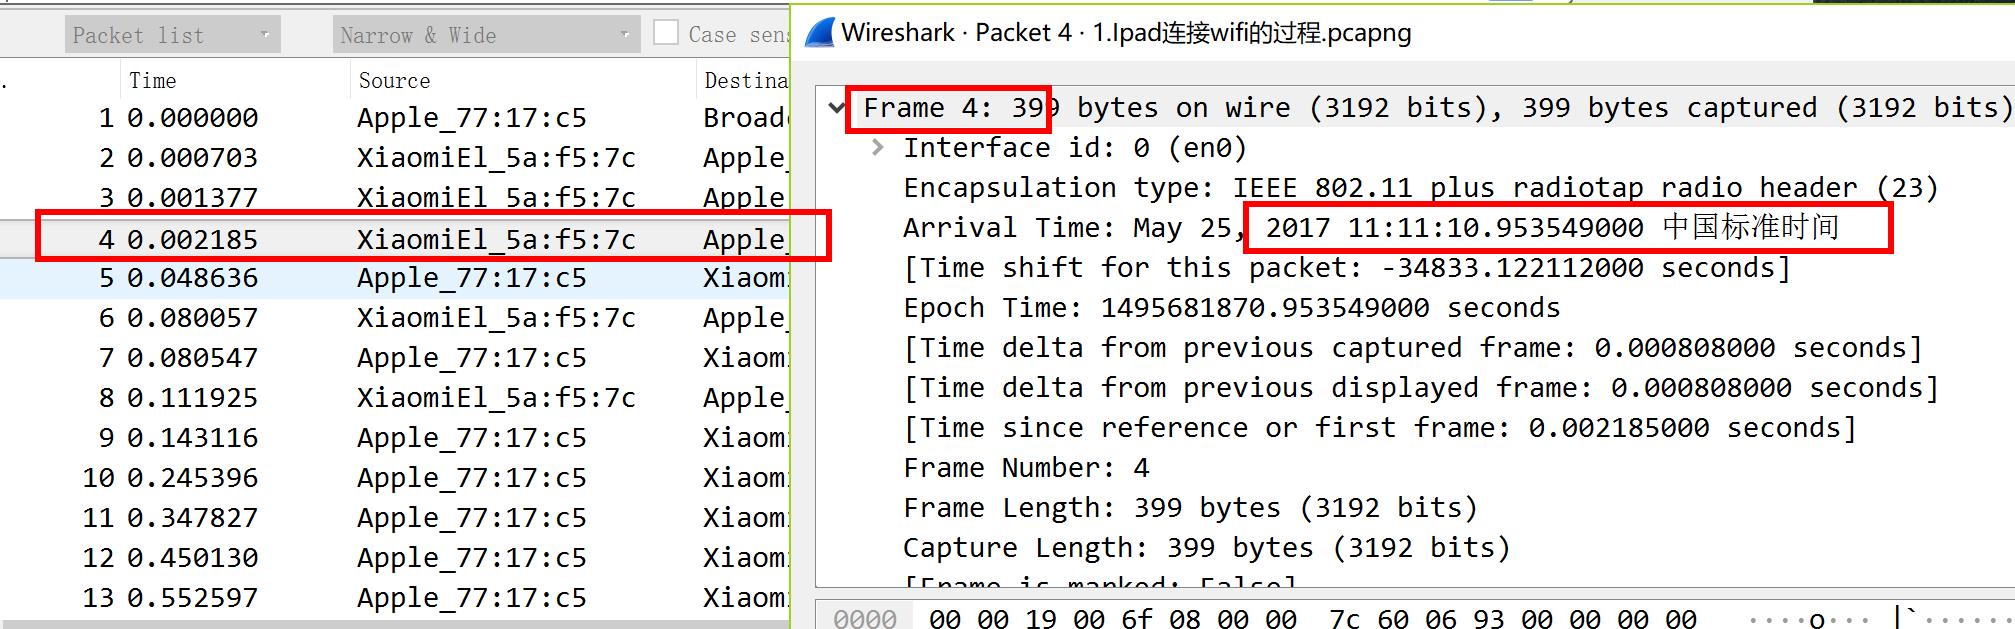 Packet list Narrow & Wide Case sens
. Time Source Destina
1 0.000000 Apple_77:17:c5 Broad
2 0.000703 XiaomiEl_5a:f5:7c Apple_
3 0.001377 XiaomiEl_5a:f5:7c Apple_
4 0.002185 XiaomiEl_5a:f5:7c Apple_
5 0.048636 Apple_77:17:c5 Xiaom
6 0.080057 XiaomiEl_5a:f5:7c Apple_
7 0.080547 Apple_77:17:c5 Xiaom
8 0.111925 XiaomiEl_5a:f5:7c Apple_
9 0.143116 Apple_77:17:c5 Xiaom
10 0.245396 Apple_77:17:c5 Xiaom
11 0.347827 Apple_77:17:c5 Xiaom
12 0.450130 Apple_77:17:c5 Xiaom
13 0.552597 Apple_77:17:c5 Xiaom
Wireshark · Packet 4 · 1.Ipad连接wifi的过程.pcapng
Frame 4: 399 bytes on wire (3192 bits), 399 bytes captured (3192 bits)
Interface id: 0 (en0)
Encapsulation type: IEEE 802.11 plus radiotap radio header (23)
Arrival Time: May 25, 2017 11:11:10.953549000 中国标准时间
[Time shift for this packet: -34833.122112000 seconds]
Epoch Time: 1495681870.953549000 seconds
[Time delta from previous captured frame: 0.000808000 seconds]
[Time delta from previous displayed frame: 0.000808000 seconds]
[Time since reference or first frame: 0.002185000 seconds]
Frame Number: 4
Frame Length: 399 bytes (3192 bits)
Capture Length: 399 bytes (3192 bits)
[Frame is marked: False]
0000 00 00 19 00 6f 08 00 00 7c 60 06 93 00 00 00 00 ····o··· |`······